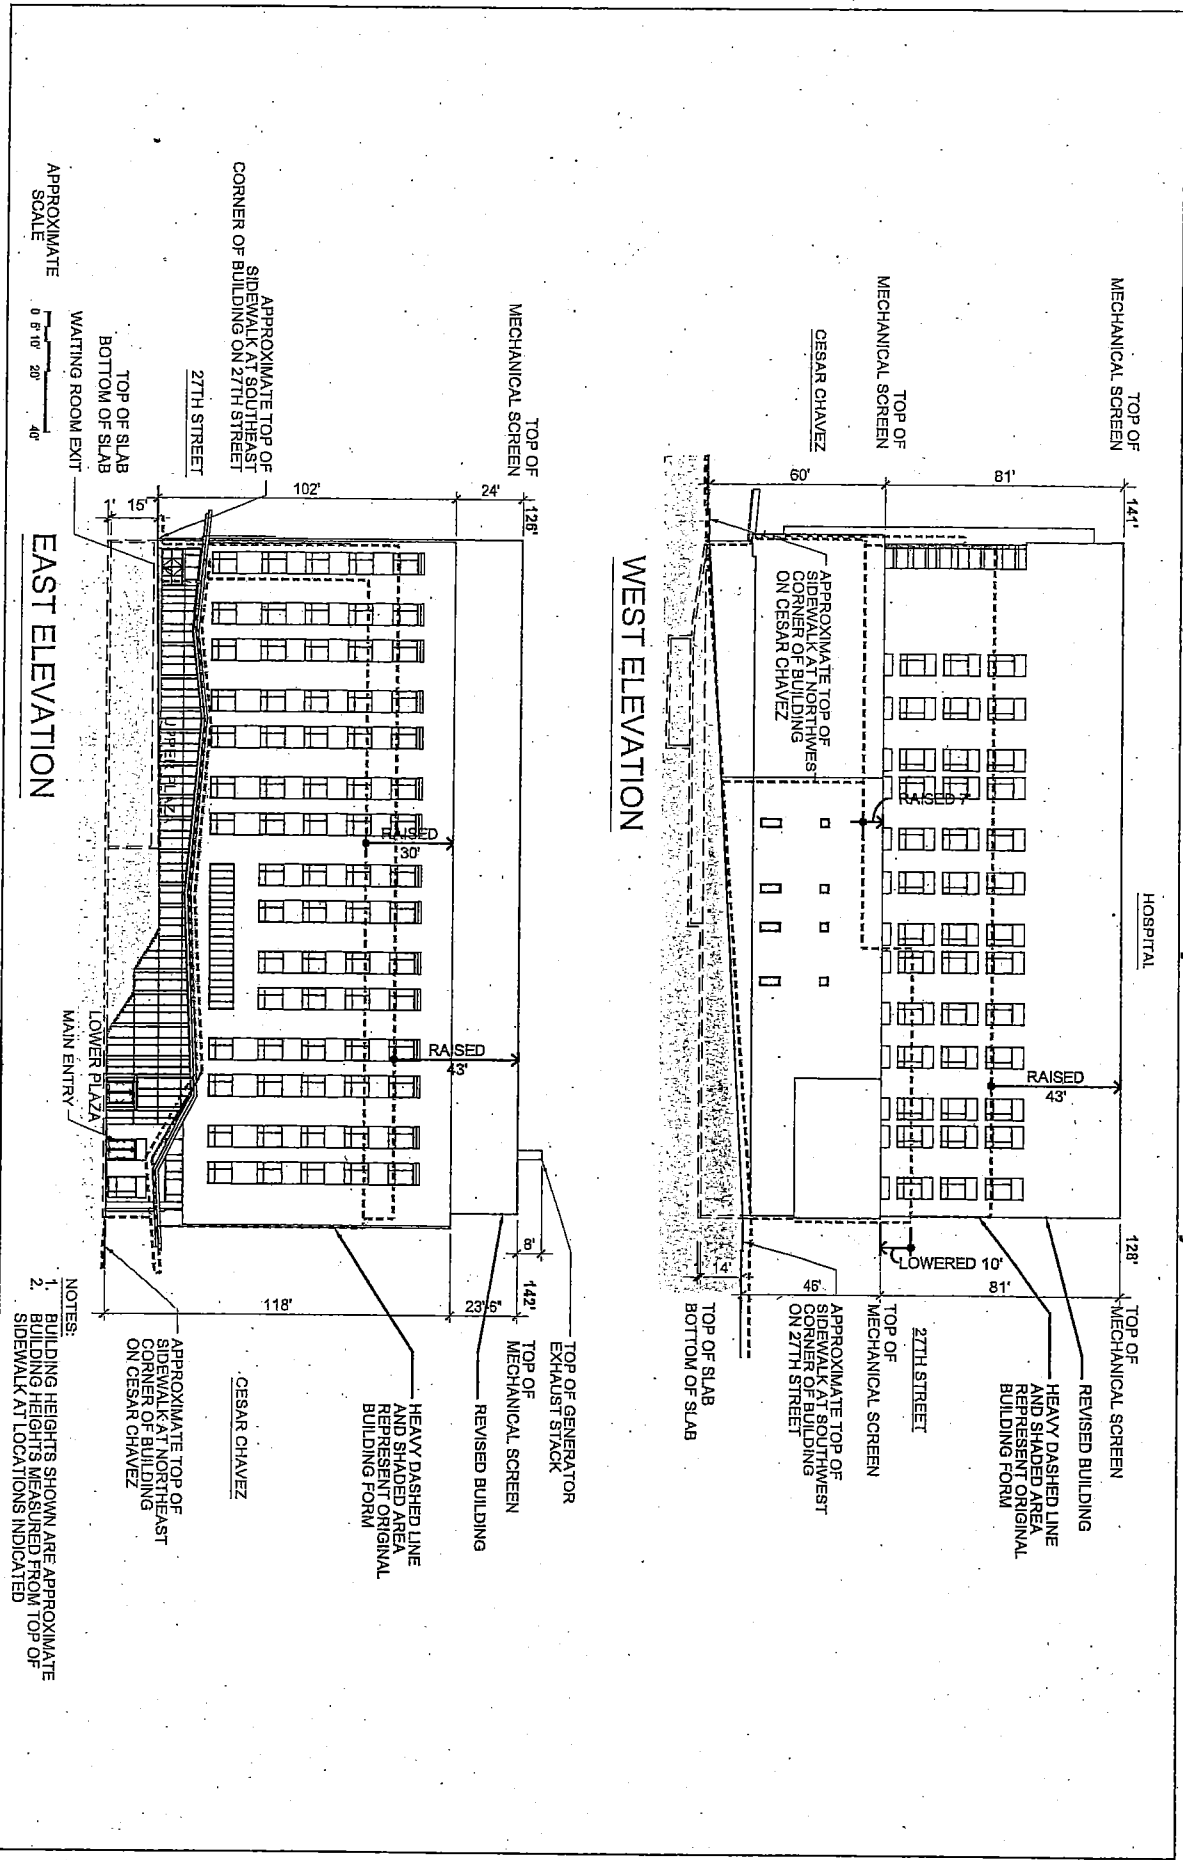 HOSPITAL
TOP OF
MECHANICAL SCREEN
141'
81'
60'
TOP OF
MECHANICAL SCREEN
CESAR CHAVEZ
APPROXIMATE TOP OF
SIDEWALK AT NORTHWEST
CORNER OF BUILDING
ON CESAR CHAVEZ
RAISED 7'
RAISED
43'
LOWERED 10'
128'
81'
46'
14'
TOP OF
MECHANICAL SCREEN
REVISED BUILDING
HEAVY DASHED LINE
AND SHADED AREA
REPRESENT ORIGINAL
BUILDING FORM
27TH STREET
TOP OF
MECHANICAL SCREEN
APPROXIMATE TOP OF
SIDEWALK AT SOUTHWEST
CORNER OF BUILDING
ON 27TH STREET
TOP OF SLAB
BOTTOM OF SLAB
WEST ELEVATION
TOP OF
MECHANICAL SCREEN
126'
24'
102'
15'
1'
APPROXIMATE TOP OF
SIDEWALK AT SOUTHEAST
CORNER OF BUILDING ON 27TH STREET
27TH STREET
TOP OF SLAB
BOTTOM OF SLAB
WAITING ROOM EXIT
UPPER PLAZA
RAISED
30'
RAISED
43'
LOWER PLAZA
MAIN ENTRY
8'
142'
23'-6"
118'
TOP OF GENERATOR
EXHAUST STACK
TOP OF
MECHANICAL SCREEN
REVISED BUILDING
HEAVY DASHED LINE
AND SHADED AREA
REPRESENT ORIGINAL
BUILDING FORM
CESAR CHAVEZ
APPROXIMATE TOP OF
SIDEWALK AT NORTHEAST
CORNER OF BUILDING
ON CESAR CHAVEZ
EAST ELEVATION
APPROXIMATE
SCALE
0 5' 10' 20' 40'
NOTES:
1. BUILDING HEIGHTS SHOWN ARE APPROXIMATE
2. BUILDING HEIGHTS MEASURED FROM TOP OF
SIDEWALK AT LOCATIONS INDICATED